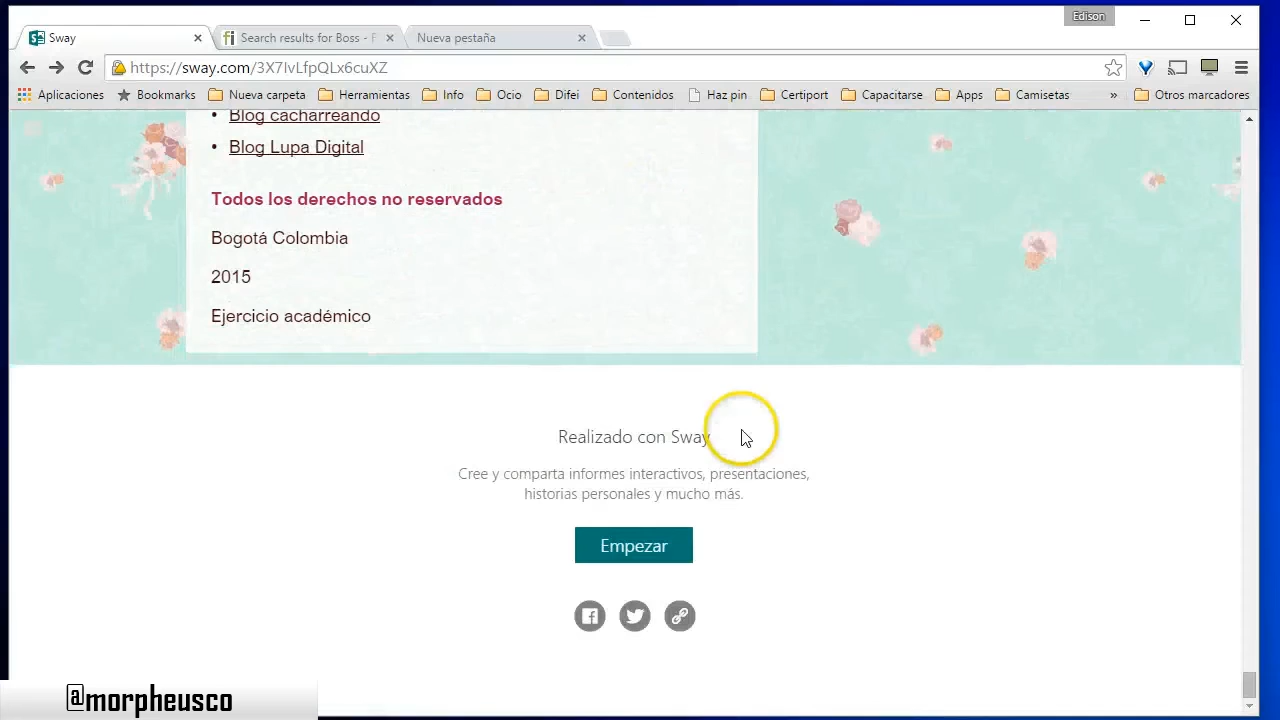 Edison
Sway
Search results for Boss - F
Nueva pestaña
https://sway.com/3X7IvLfpQLx6cuXZ
Aplicaciones
Bookmarks
Nueva carpeta
Herramientas
Info
Ocio
Difei
Contenidos
Haz pin
Certiport
Capacitarse
Apps
Camisetas
»
Otros marcadores
• Blog cacharreando
• Blog Lupa Digital
Todos los derechos no reservados
Bogotá Colombia
2015
Ejercicio académico
Realizado con Sway
Cree y comparta informes interactivos, presentaciones,
historias personales y mucho más.
Empezar
@morpheusco